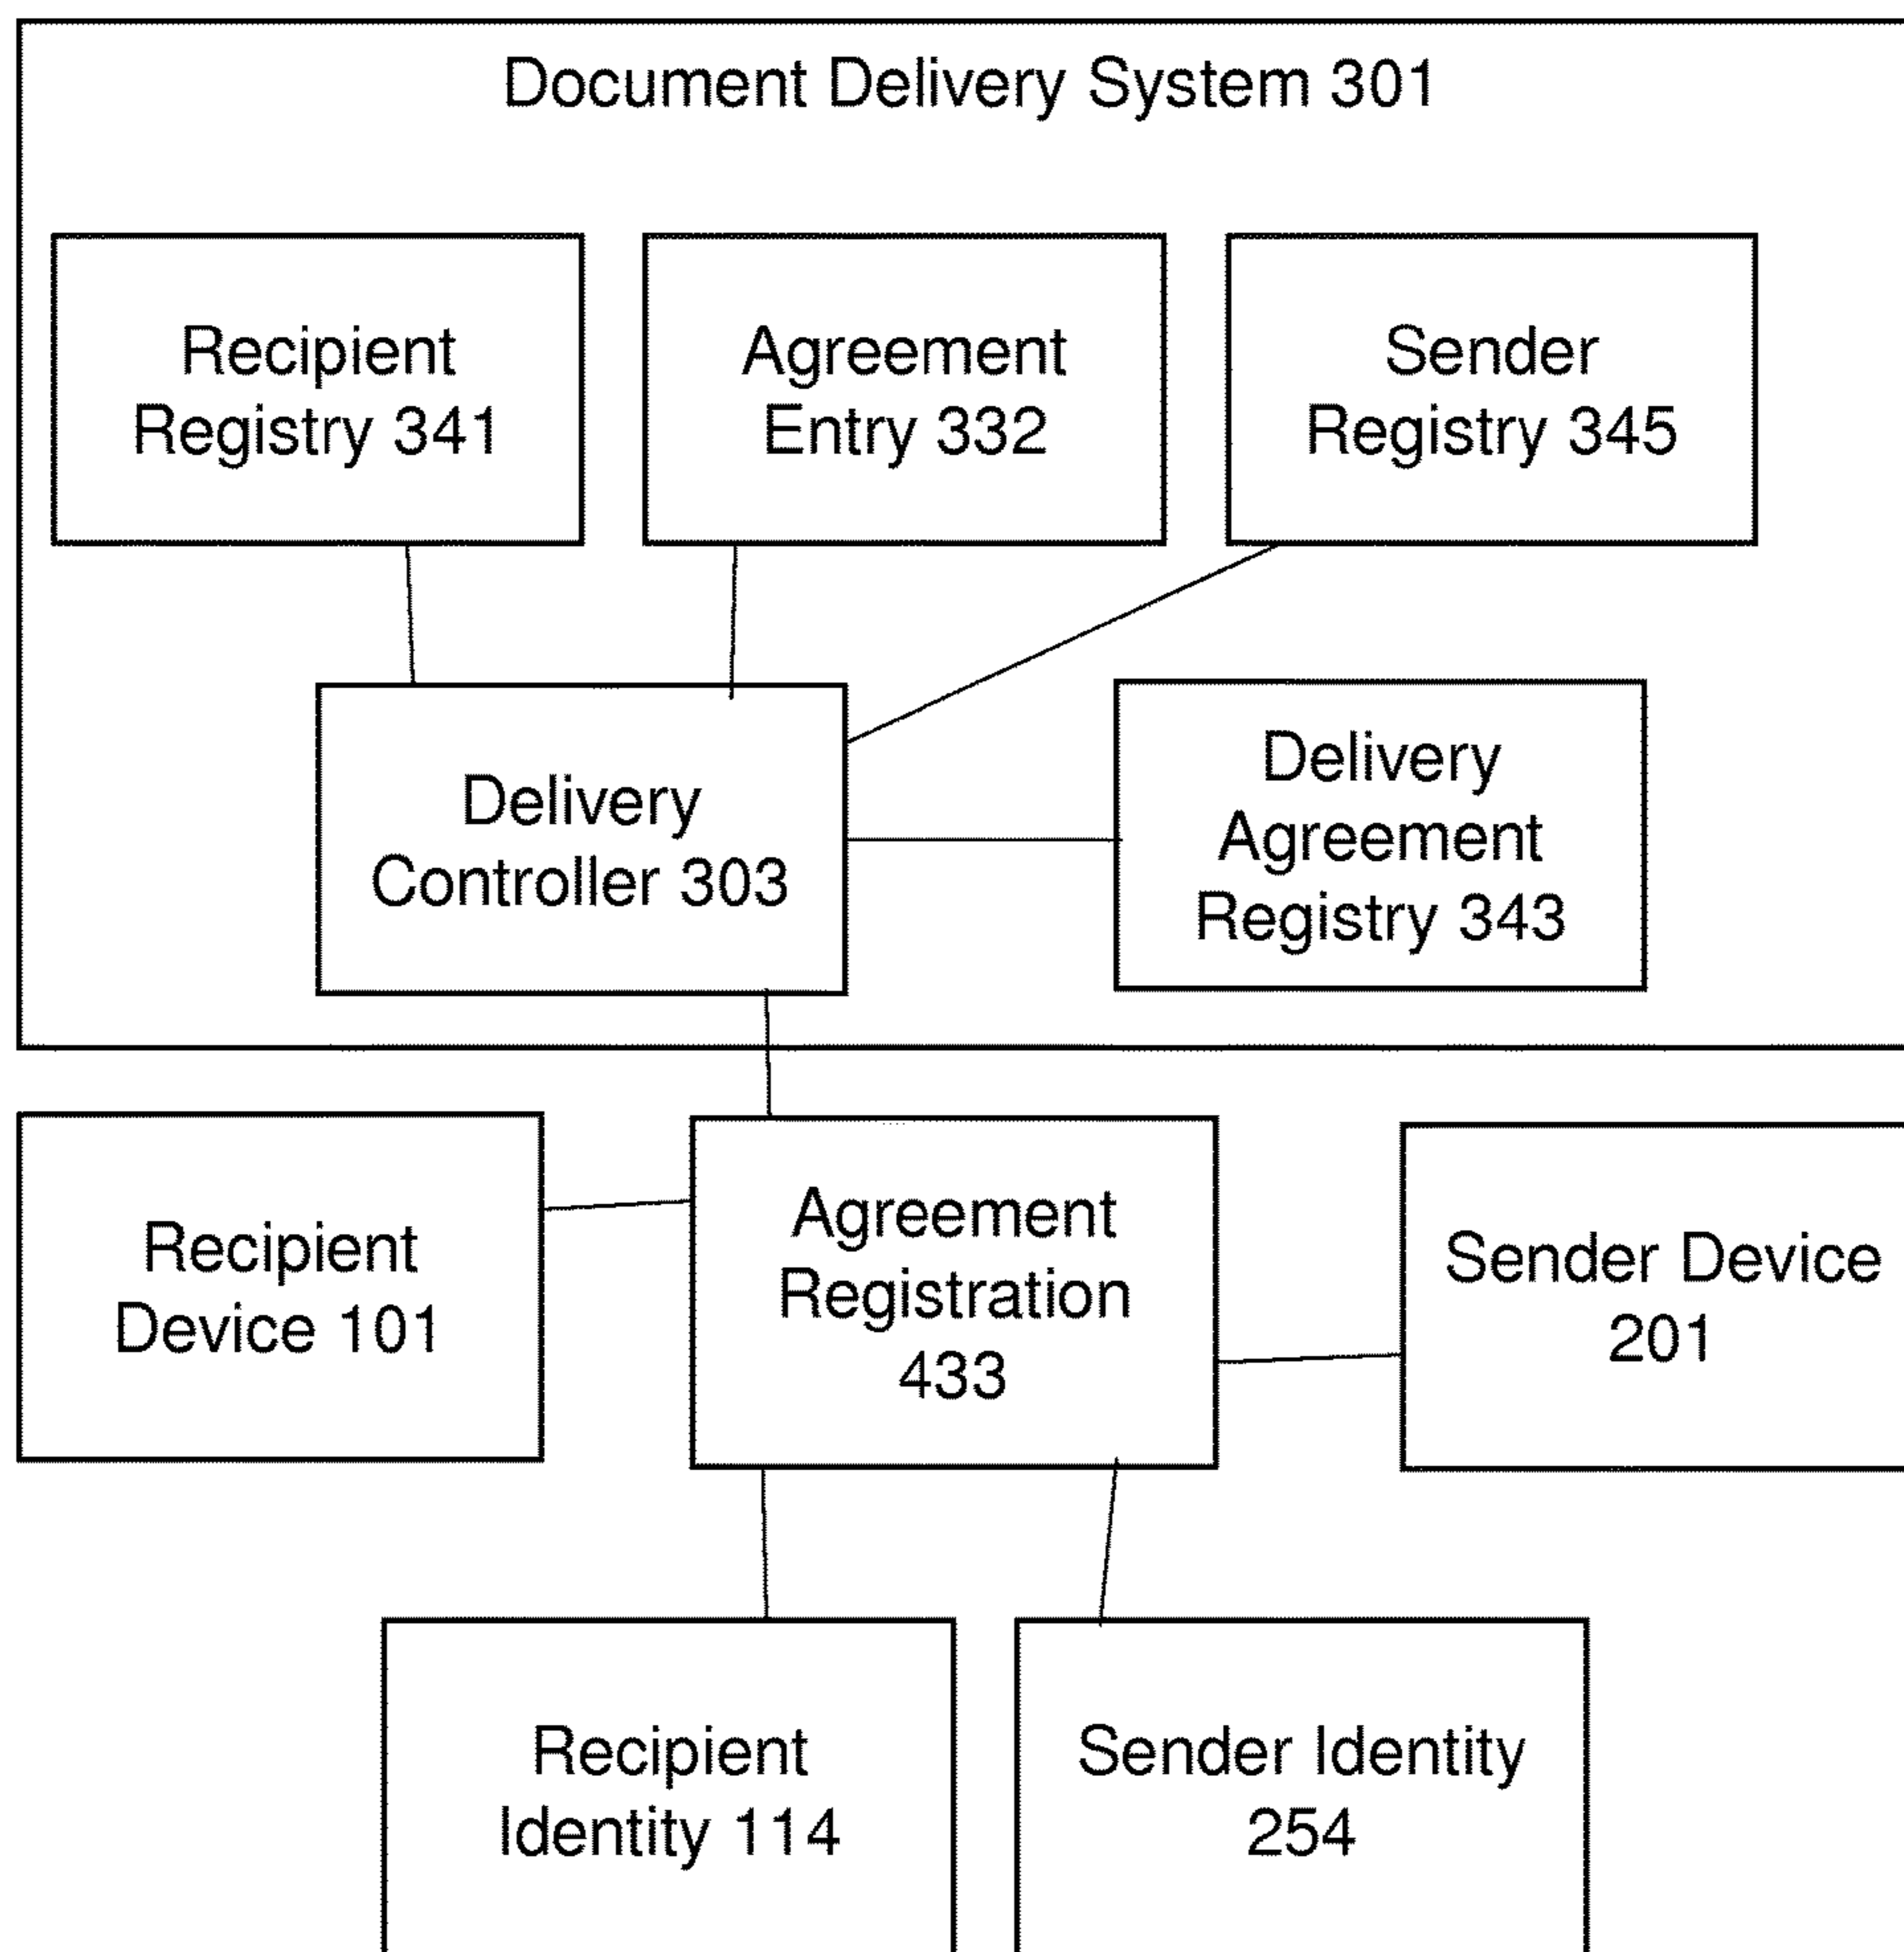 Document Delivery System 301
Recipient
Registry 341
Agreement
Entry 332
Sender
Registry 345
Delivery
Controller 303
Delivery
Agreement
Registry 343
Recipient
Device 101
Agreement
Registration
433
Sender Device
201
Recipient
Identity 114
Sender Identity
254